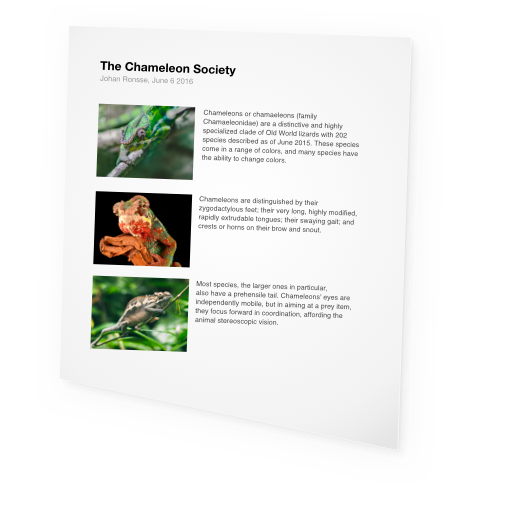 The Chameleon Society
Johan Ronsse, June 6 2016
Chameleons or chamaeleons (family
Chamaeleonidae) are a distinctive and highly
specialized clade of Old World lizards with 202
species described as of June 2015. These species
come in a range of colors, and many species have
the ability to change colors.
Chameleons are distinguished by their
zygodactylous feet; their very long, highly modified,
rapidly extrudable tongues; their swaying gait; and
crests or horns on their brow and snout.
Most species, the larger ones in particular,
also have a prehensile tail. Chameleons' eyes are
independently mobile, but in aiming at a prey item,
they focus forward in coordination, affording the
animal stereoscopic vision.